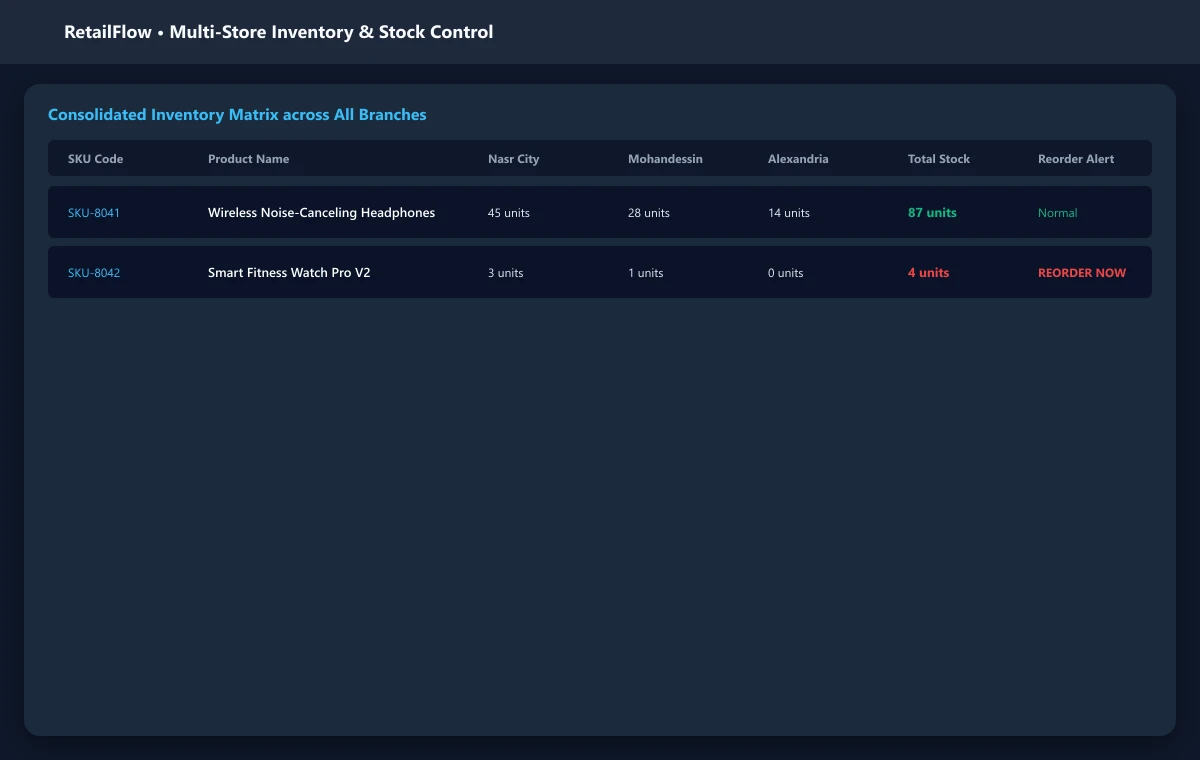 RetailFlow • Multi-Store Inventory & Stock Control
Consolidated Inventory Matrix across All Branches
SKU Code Product Name Nasr City Mohandessin Alexandria Total Stock Reorder Alert
SKU-8041 Wireless Noise-Canceling Headphones 45 units 28 units 14 units 87 units Normal
SKU-8042 Smart Fitness Watch Pro V2 3 units 1 units 0 units 4 units REORDER NOW